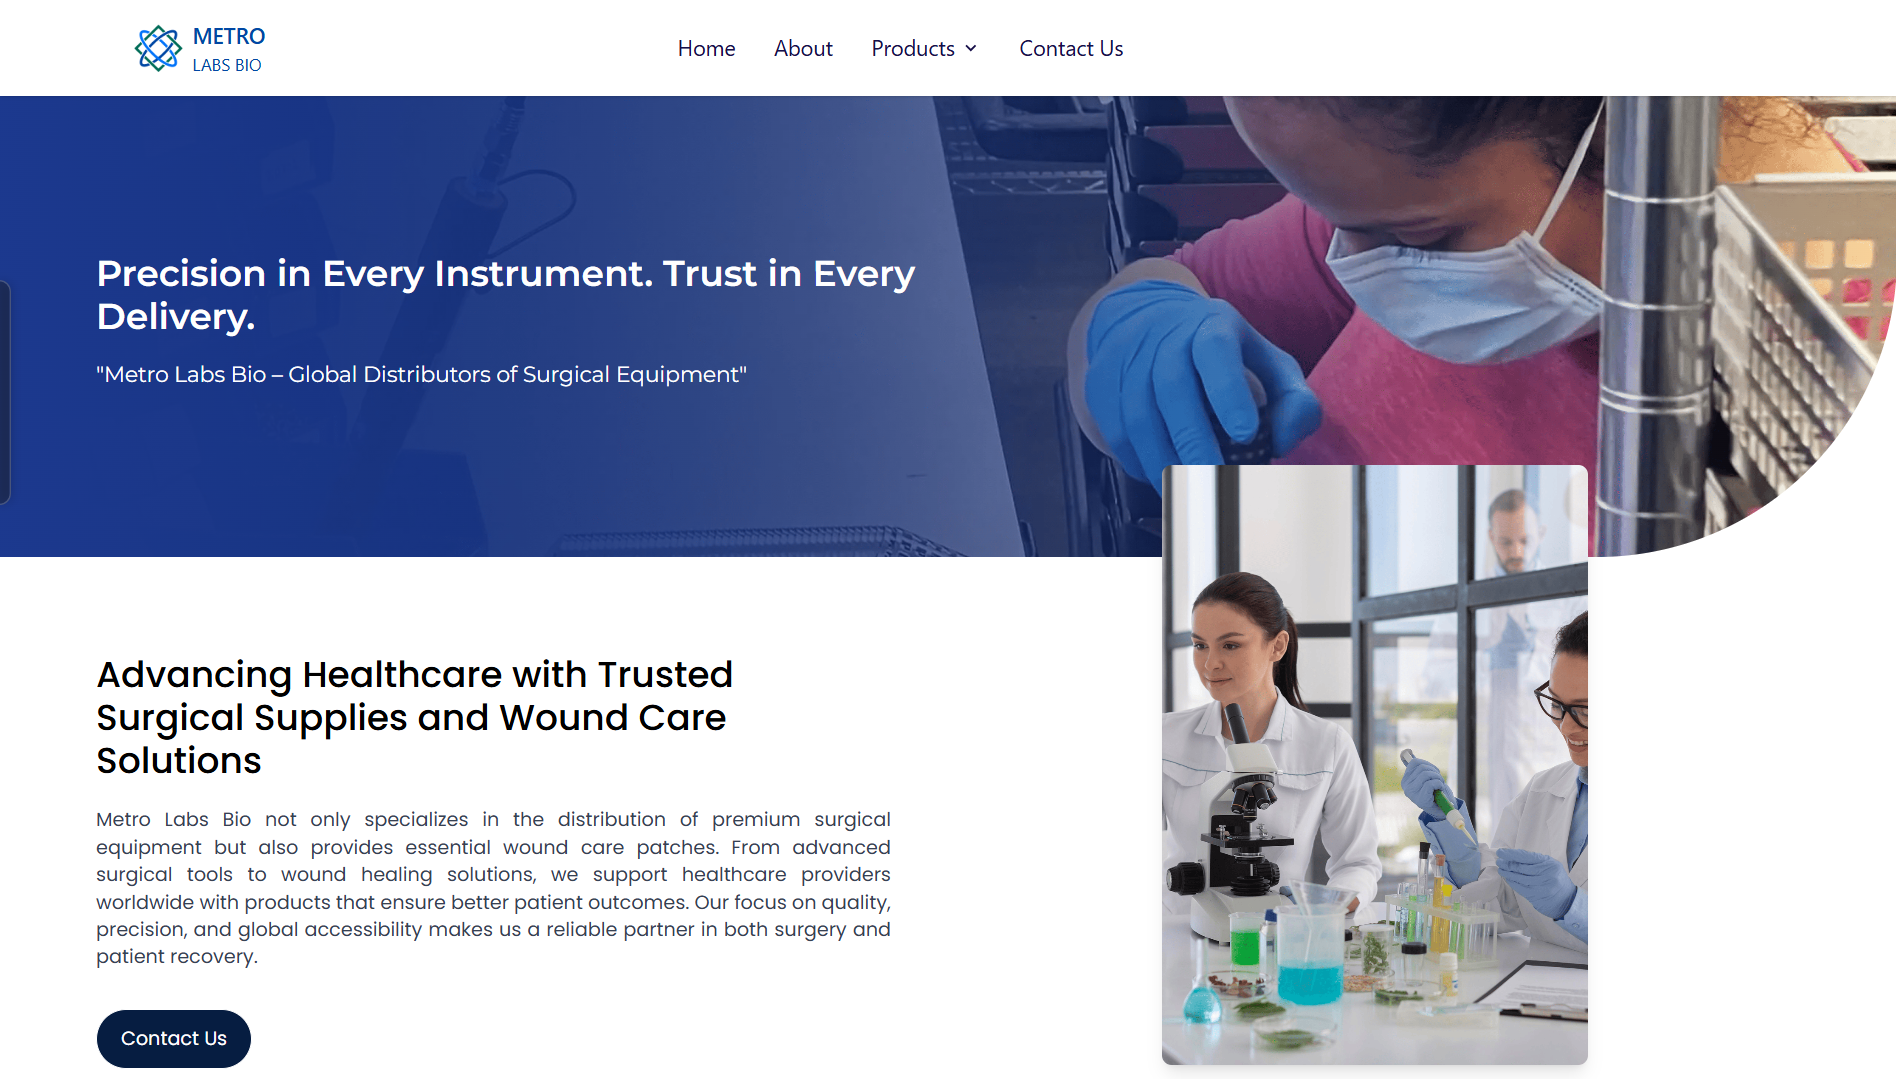 METRO
LABS BIO
Home
About
Products
Contact Us
Precision in Every Instrument. Trust in Every
Delivery.
"Metro Labs Bio – Global Distributors of Surgical Equipment"
Advancing Healthcare with Trusted
Surgical Supplies and Wound Care
Solutions
Metro Labs Bio not only specializes in the distribution of premium surgical
equipment but also provides essential wound care patches. From advanced
surgical tools to wound healing solutions, we support healthcare providers
worldwide with products that ensure better patient outcomes. Our focus on quality,
precision, and global accessibility makes us a reliable partner in both surgery and
patient recovery.
Contact Us